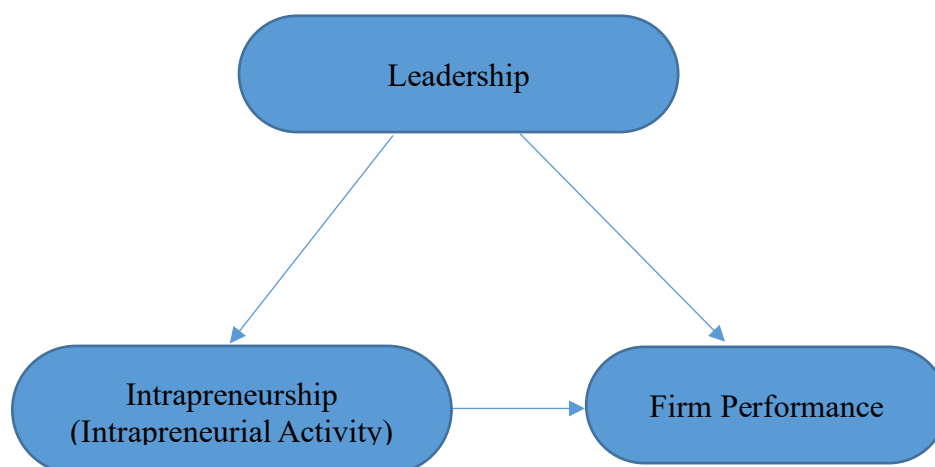 Leadership
Intrapreneurship
(Intrapreneurial Activity)
Firm Performance